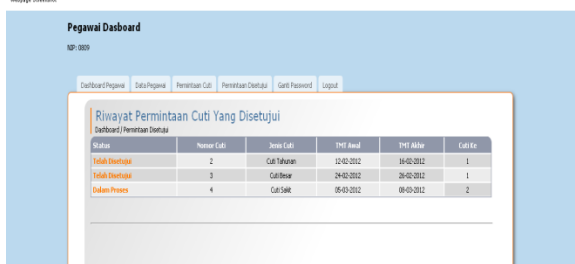 Pegawai Dasboard
NIP: 0809
Dashboard Pegawai Data Pegawai Permintaan Cuti Permintaan Disetujui Ganti Password Logout
Riwayat Permintaan Cuti Yang Disetujui
Dashboard / Permintaan Disetujui
Status Nomor Cuti Jenis Cuti TMT Awal TMT Akhir Cuti Ke
Telah Disetujui 2 Cuti Tahunan 12-02-2012 16-02-2012 1
Telah Disetujui 3 Cuti Besar 24-02-2012 26-02-2012 1
Dalam Proses 4 Cuti Sakit 05-03-2012 08-03-2012 2